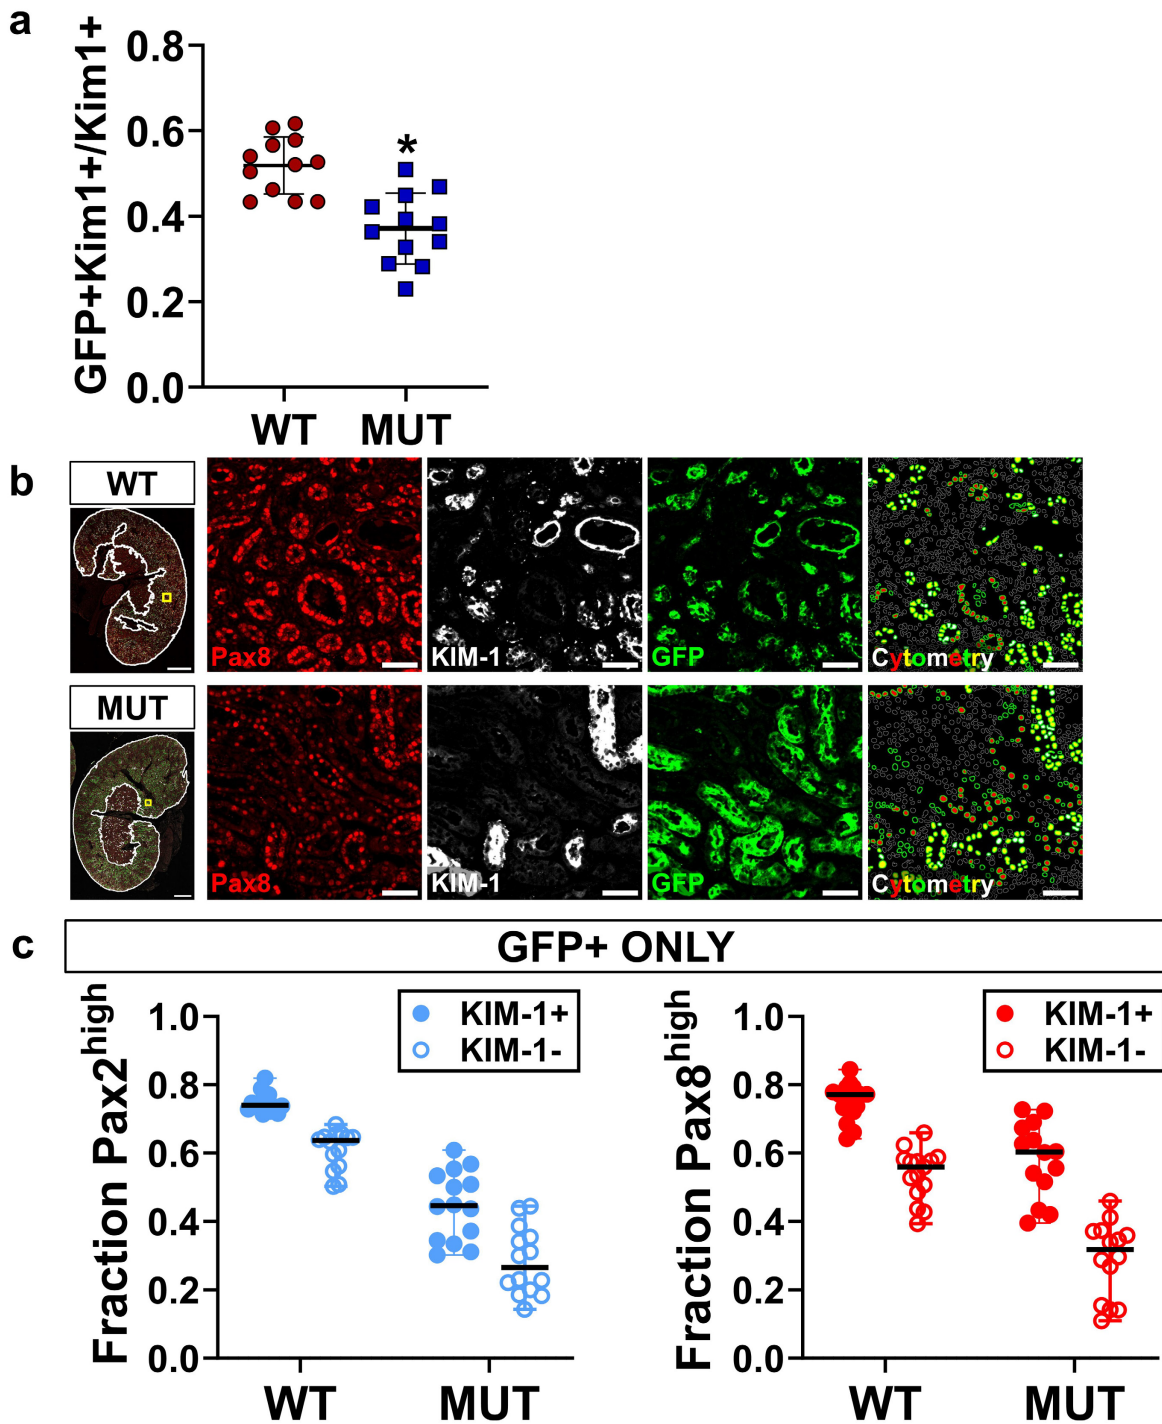 a
GFP+Kim1+/Kim1+
0.8
0.6
0.4
0.2
0.0
*
WT
MUT
b
WT
Pax8
KIM-1
GFP
Cytometry
MUT
Pax8
KIM-1
GFP
Cytometry
c
GFP+ ONLY
Fraction Pax2high
1.0
0.8
0.6
0.4
0.2
0.0
KIM-1+
KIM-1-
WT
MUT
Fraction Pax8high
1.0
0.8
0.6
0.4
0.2
0.0
KIM-1+
KIM-1-
WT
MUT